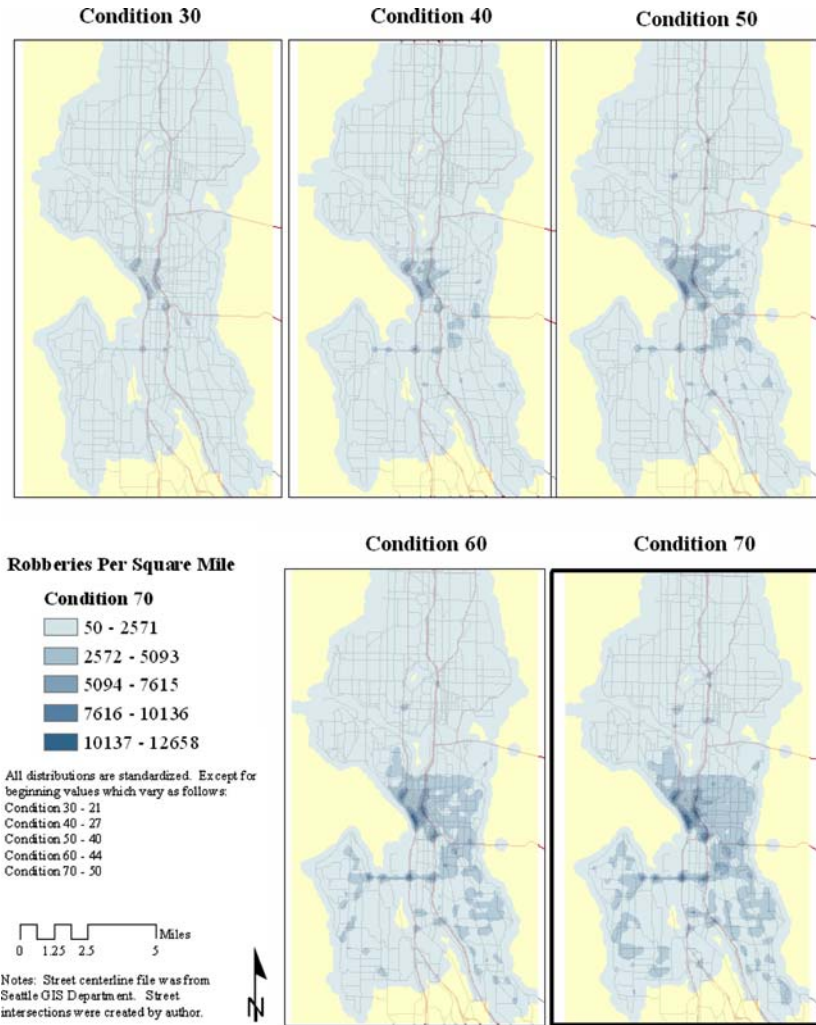 Condition 30
Condition 40
Condition 50
Condition 60
Condition 70
Robberies Per Square Mile
Condition 70
50 - 2571
2572 - 5093
5094 - 7615
7616 - 10136
10137 - 12658
All distributions are standardized. Except for
beginning values which vary as follows:
Condition 30 - 21
Condition 40 - 27
Condition 50 - 40
Condition 60 - 44
Condition 70 - 50
Miles
0 1.25 2.5 5
Notes: Street centerline file was from
Seattle GIS Department. Street
intersections were created by author.
N